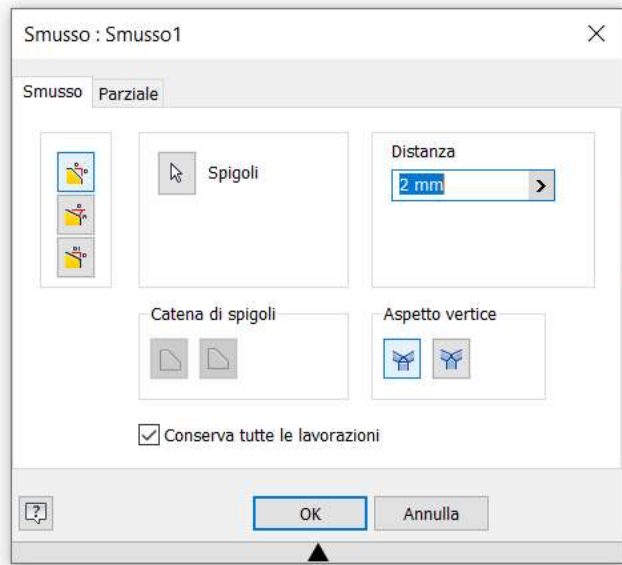 Smusso : Smusso1
Smusso
Parziale
Spigoli
Distanza
2 mm
Catena di spigoli
Aspetto vertice
Conserva tutte le lavorazioni
OK
Annulla